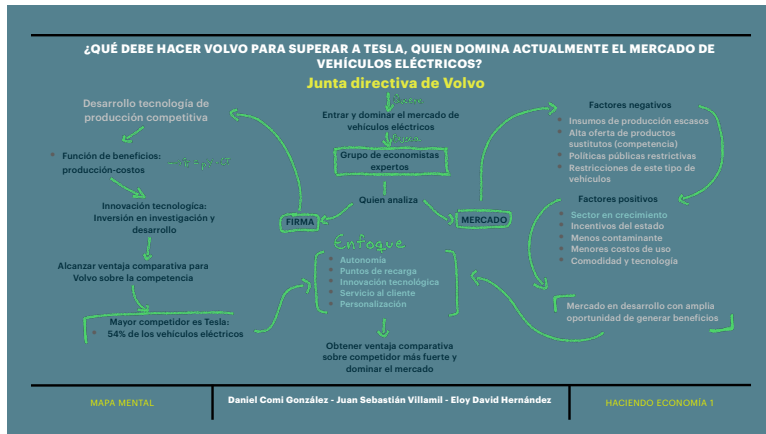 ¿QUÉ DEBE HACER VOLVO PARA SUPERAR A TESLA, QUIEN DOMINA ACTUALMENTE EL MERCADO DE
VEHÍCULOS ELÉCTRICOS?
Junta directiva de Volvo
Entrar y dominar el mercado de
vehículos eléctricos
Grupo de economistas
expertos
Quien analiza
FIRMA
MERCADO
Desarrollo tecnología de
producción competitiva
Función de beneficios:
producción-costos
Innovación tecnologíca:
Inversión en investigación y
desarrollo
Alcanzar ventaja comparativa para
Volvo sobre la competencia
Mayor competidor es Tesla:
54% de los vehículos eléctricos
Enfoque
Autonomía
Puntos de recarga
Innovación tecnológica
Servicio al cliente
Personalización
Obtener ventaja comparativa
sobre competidor más fuerte y
dominar el mercado
Factores negativos
Insumos de producción escasos
Alta oferta de productos
sustitutos (competencia)
Políticas públicas restrictivas
Restricciones de este tipo de
vehículos
Factores positivos
Sector en crecimiento
Incentivos del estado
Menos contaminante
Menores costos de uso
Comodidad y tecnología
Mercado en desarrollo con amplia
oportunidad de generar beneficios
MAPA MENTAL
Daniel Comi González - Juan Sebastián Villamil - Eloy David Hernández
HACIENDO ECONOMÍA 1